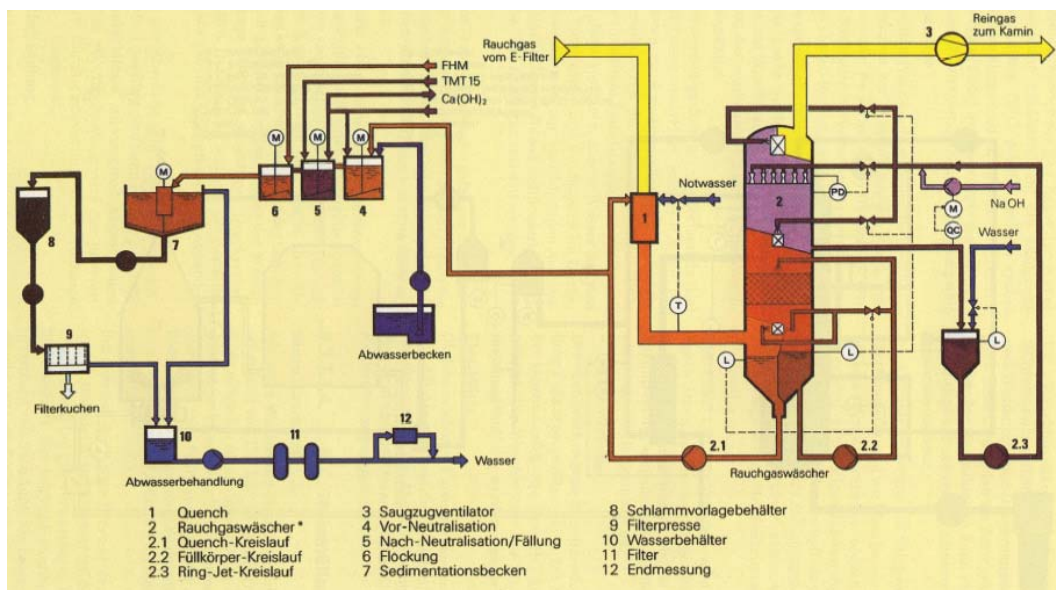 Rauchgas
vom E-Filter
3
Reingas
zum Kamin
FHM
TMT 15
Ca(OH)₂
M
M
M
M
6
5
4
8
7
1
Notwasser
T
2
PD
M
QC
NaOH
Wasser
L
L
L
9
Filterkuchen
Abwasserbecken
10
11
12
Wasser
Abwasserbehandlung
2.1
2.2
2.3
Rauchgaswäscher
1 Quench
2 Rauchgaswäscher*
2.1 Quench-Kreislauf
2.2 Füllkörper-Kreislauf
2.3 Ring-Jet-Kreislauf
3 Saugzugventilator
4 Vor-Neutralisation
5 Nach-Neutralisation/Fällung
6 Flockung
7 Sedimentationsbecken
8 Schlammvorlagebehälter
9 Filterpresse
10 Wasserbehälter
11 Filter
12 Endmessung